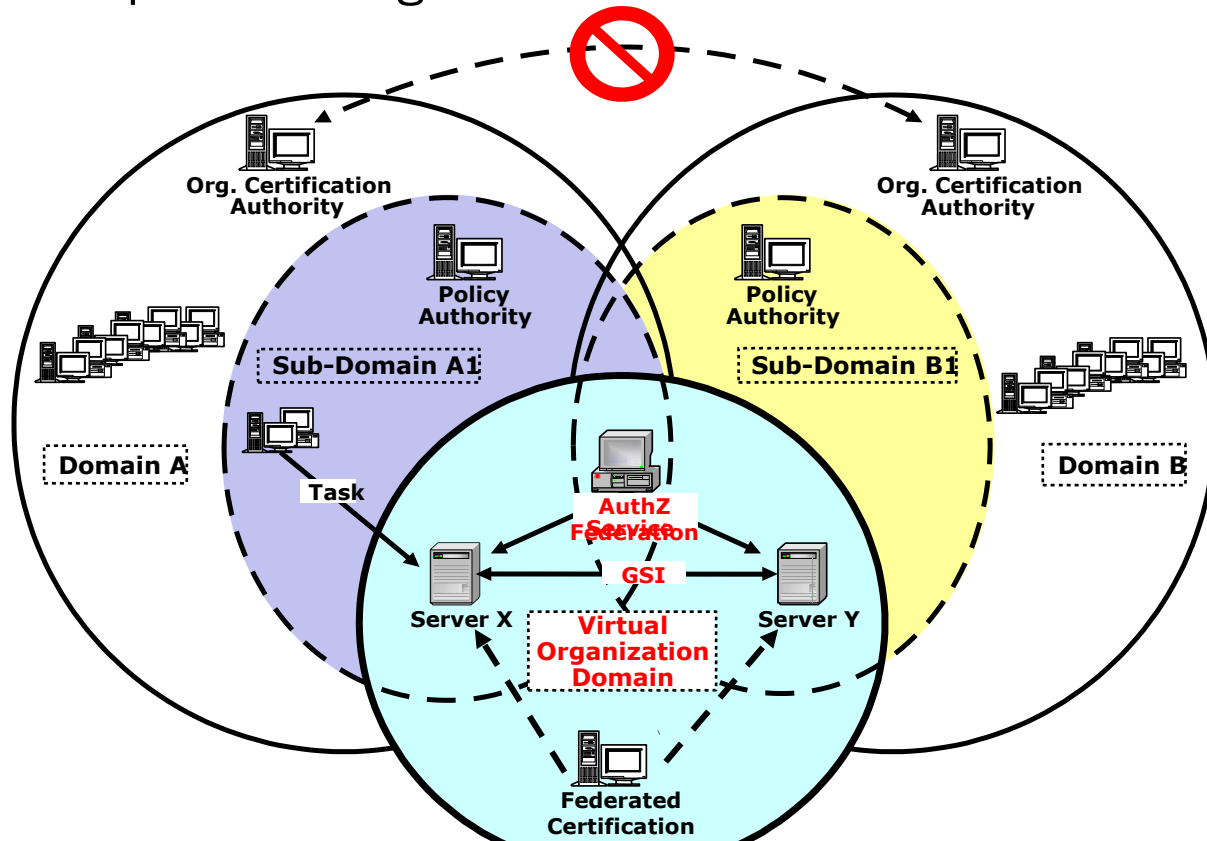 Org. Certification
Authority
Org. Certification
Authority
Policy
Authority
Policy
Authority
Sub-Domain A1
Sub-Domain B1
Domain A
Domain B
Task
AuthZ
Service
Federation
GSI
Server X
Server Y
Virtual
Organization
Domain
Federated
Certification